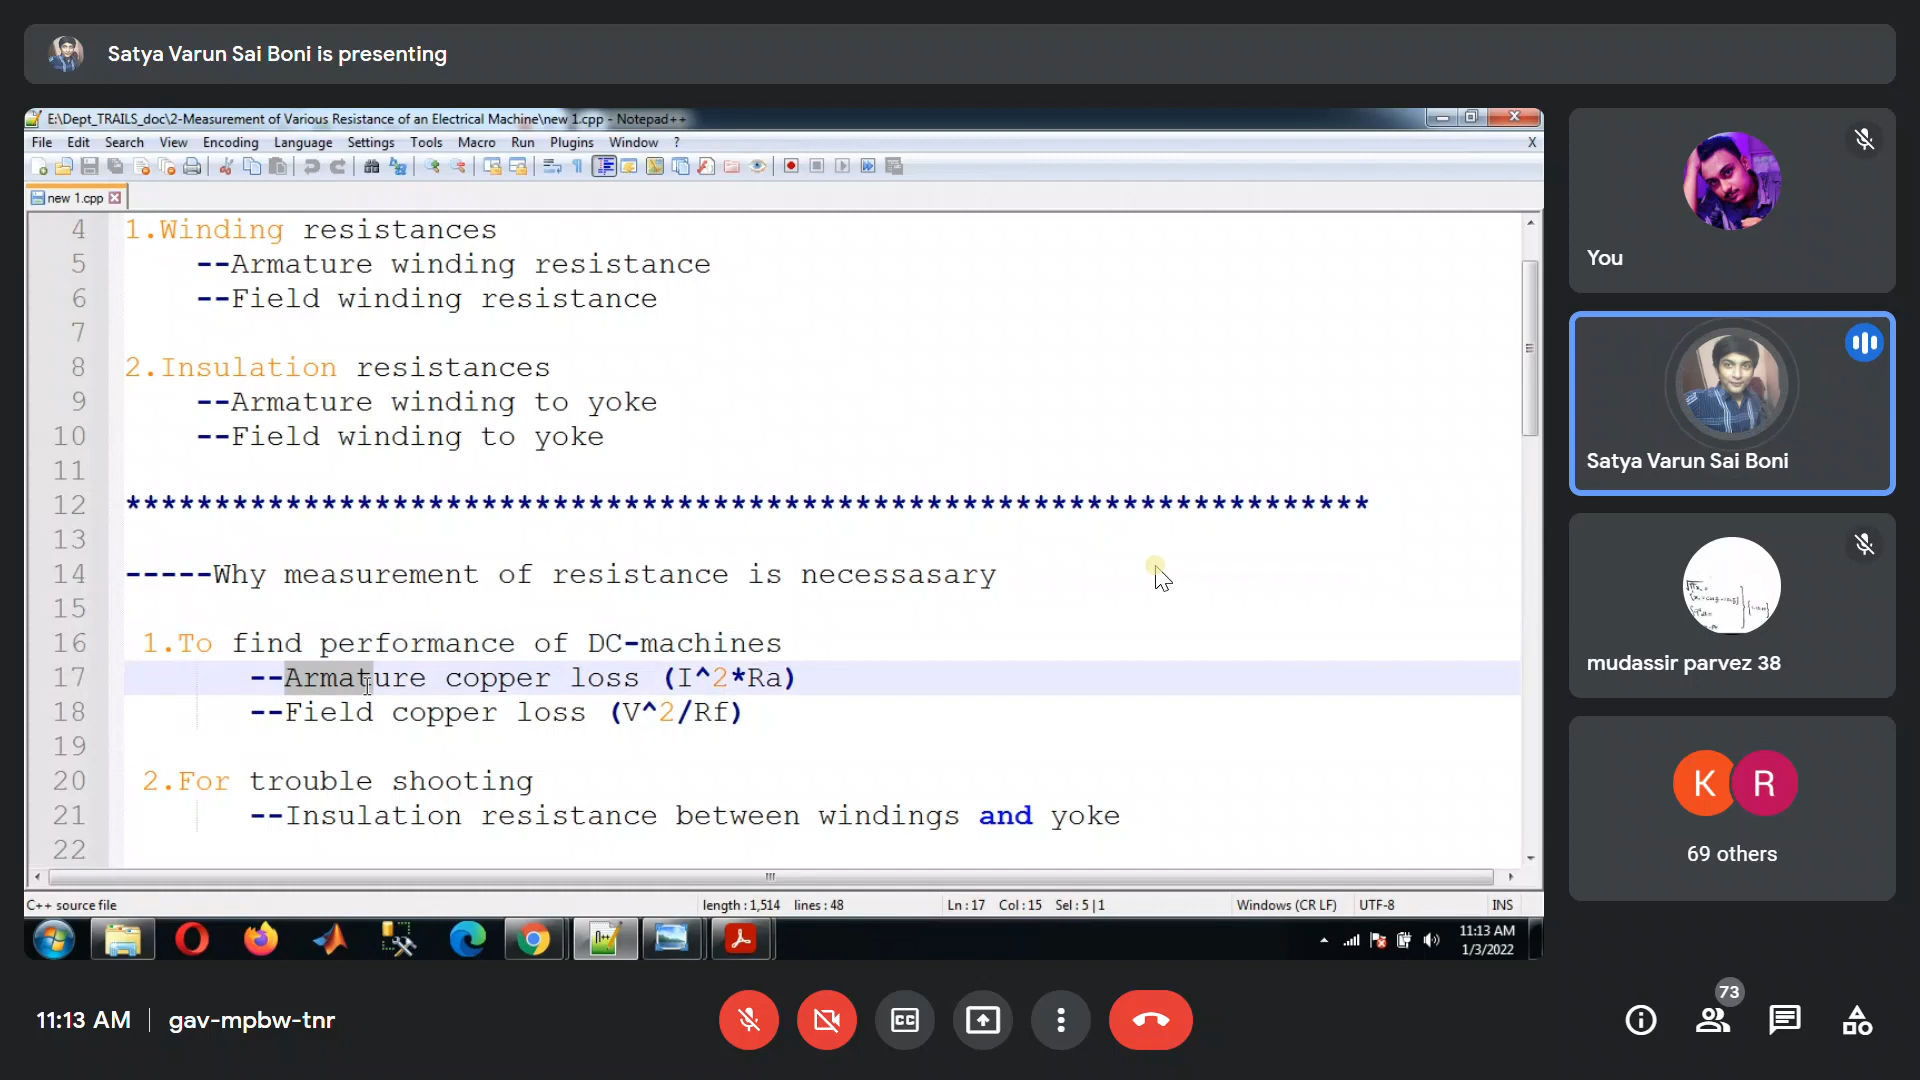 Satya Varun Sai Boni is presenting
E:\Dept_TRAILS_doc\2-Measurement of Various Resistance of an Electrical Machine\new 1.cpp - Notepad++
File Edit Search View Encoding Language Settings Tools Macro Run Plugins Window ? X
new 1.cpp
4 1.Winding resistances
5 --Armature winding resistance
6 --Field winding resistance
7
8 2.Insulation resistances
9 --Armature winding to yoke
10 --Field winding to yoke
11
12 **********************************************************************
13
14 -----Why measurement of resistance is necessasary
15
16 1.To find performance of DC-machines
17 --Armature copper loss (I^2*Ra)
18 --Field copper loss (V^2/Rf)
19
20 2.For trouble shooting
21 --Insulation resistance between windings and yoke
22
C++ source file length : 1,514 lines : 48 Ln : 17 Col : 15 Sel : 5 | 1 Windows (CR LF) UTF-8 INS
11:13 AM
1/3/2022
You
Satya Varun Sai Boni
mudassir parvez 38
K R
69 others
11:13 AM | gav-mpbw-tnr
CC
73